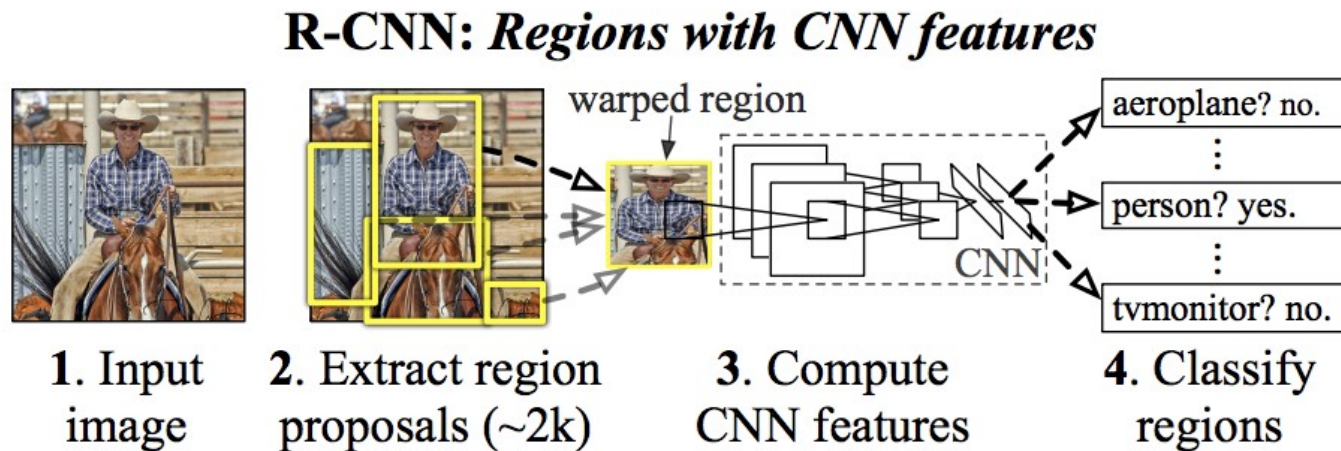 R-CNN: Regions with CNN features
warped region
aeroplane? no.
⋮
person? yes.
⋮
tvmonitor? no.
CNN
1. Input
image
2. Extract region
proposals (~2k)
3. Compute
CNN features
4. Classify
regions